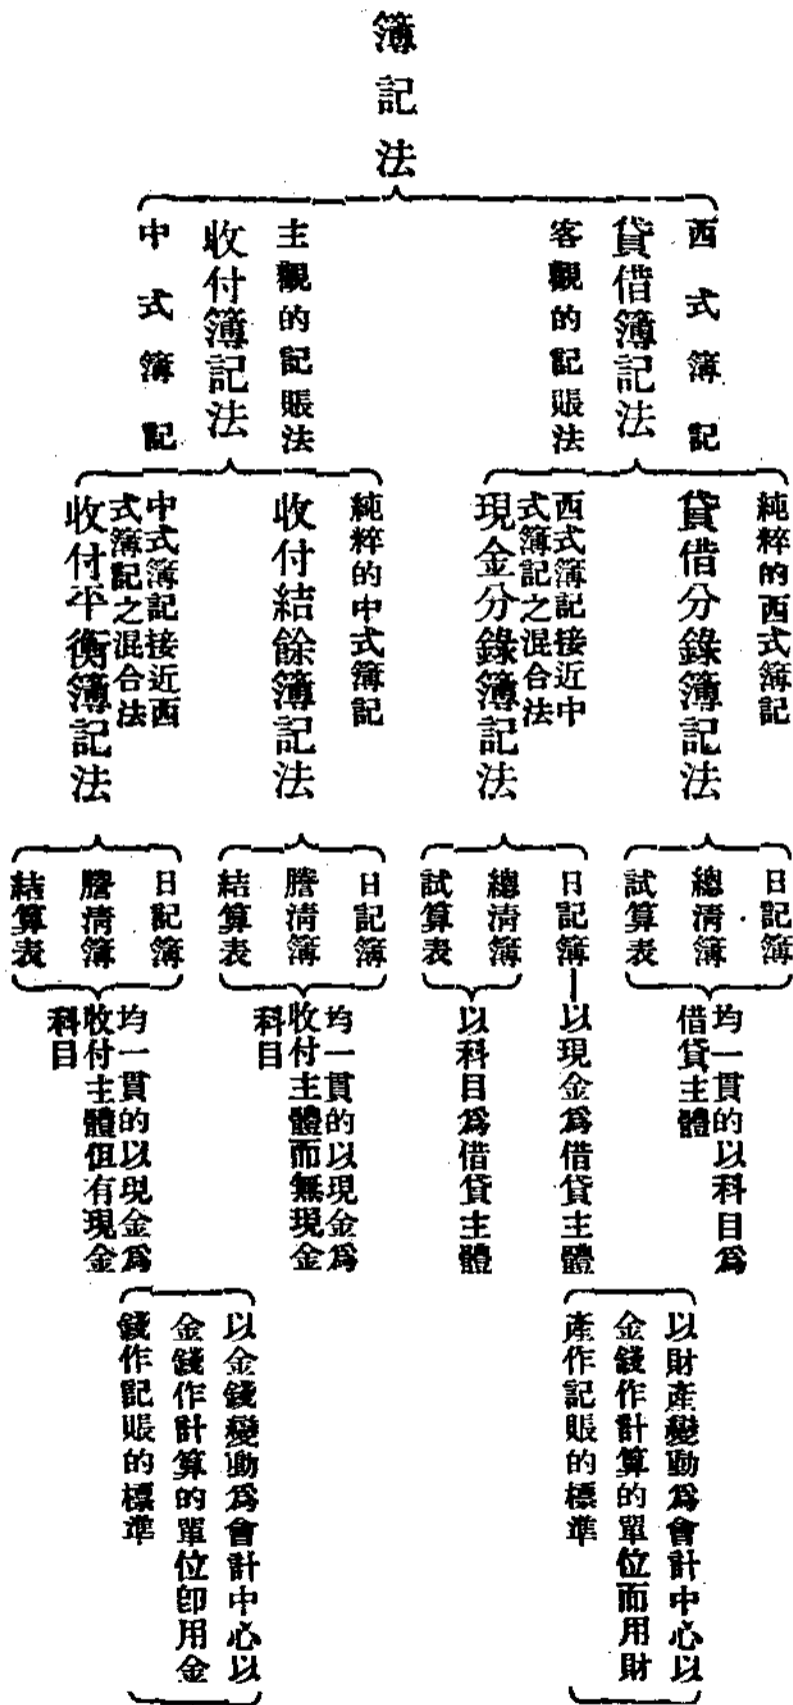 簿記法
西式簿記
貸借簿記法
客觀的記賬法
主觀的記賬法
收付簿記法
中式簿記
純粹的西式簿記
貸借分錄簿記法
西式簿記接近中
式簿記之混合法
現金分錄簿記法
純粹的中式簿記
收付結餘簿記法
中式簿記接近西
式簿記之混合法
收付平衡簿記法
日記簿
總清簿
試算表
日記簿
總清簿
試算表
日記簿
謄清簿
結算表
日記簿
謄清簿
結算表
均一貫的以科目爲
借貸主體
以現金爲借貸主體
以科目爲借貸主體
均一貫的以現金爲
收付主體而無現金
科目
均一貫的以現金爲
收付主體但有現金
科目
以財產變動爲會計中心以
金錢作計算的單位而用財
產作記賬的標準
以金錢變動爲會計中心以
金錢作計算的單位卽用金
錢作記賬的標準